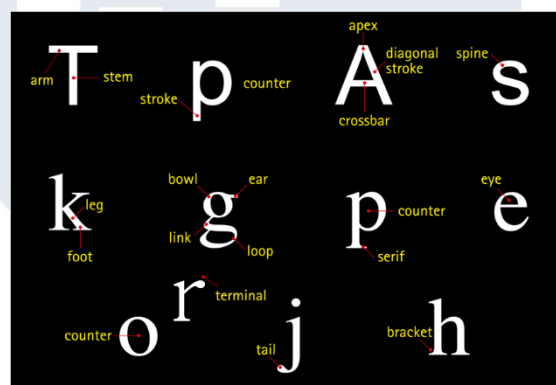 apex
T p A s
arm
stem
stroke
counter
diagonal
stroke
spine
crossbar
k g p e
bowl
ear
eye
leg
counter
link
foot
loop
serif
r j h
terminal
o
counter
tail
bracket